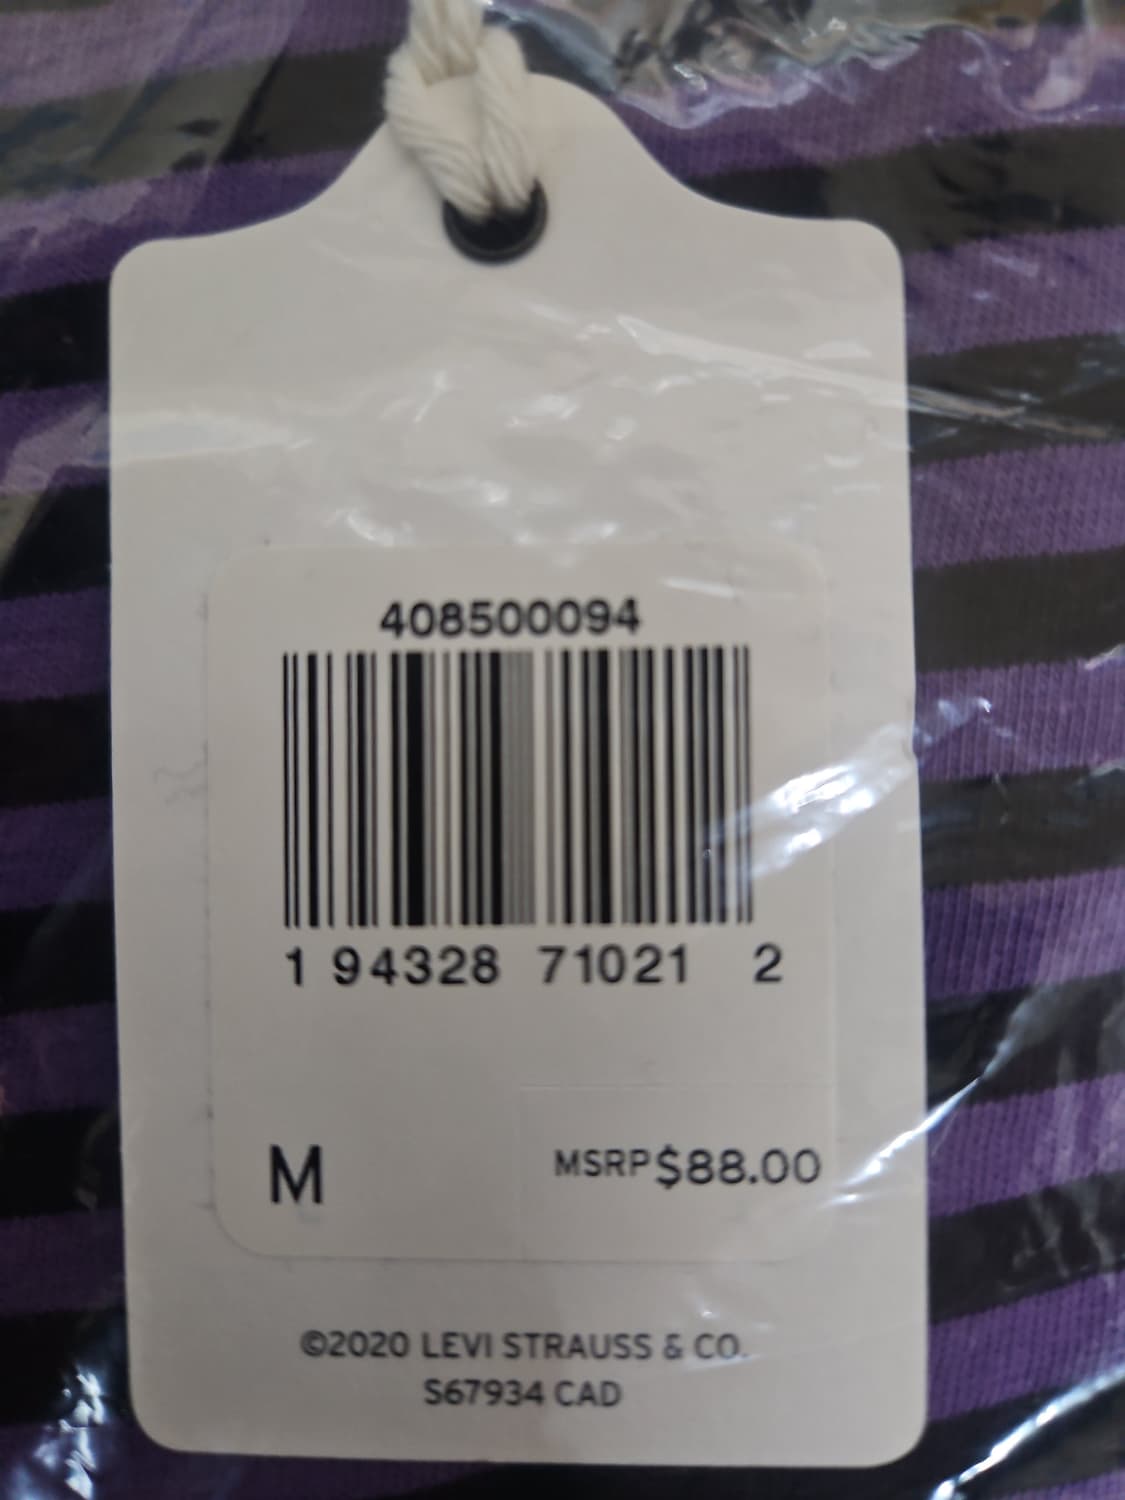 408500094
1 94328 71021 2
M MSRP $88.00
©2020 LEVI STRAUSS & CO.
S67934 CAD